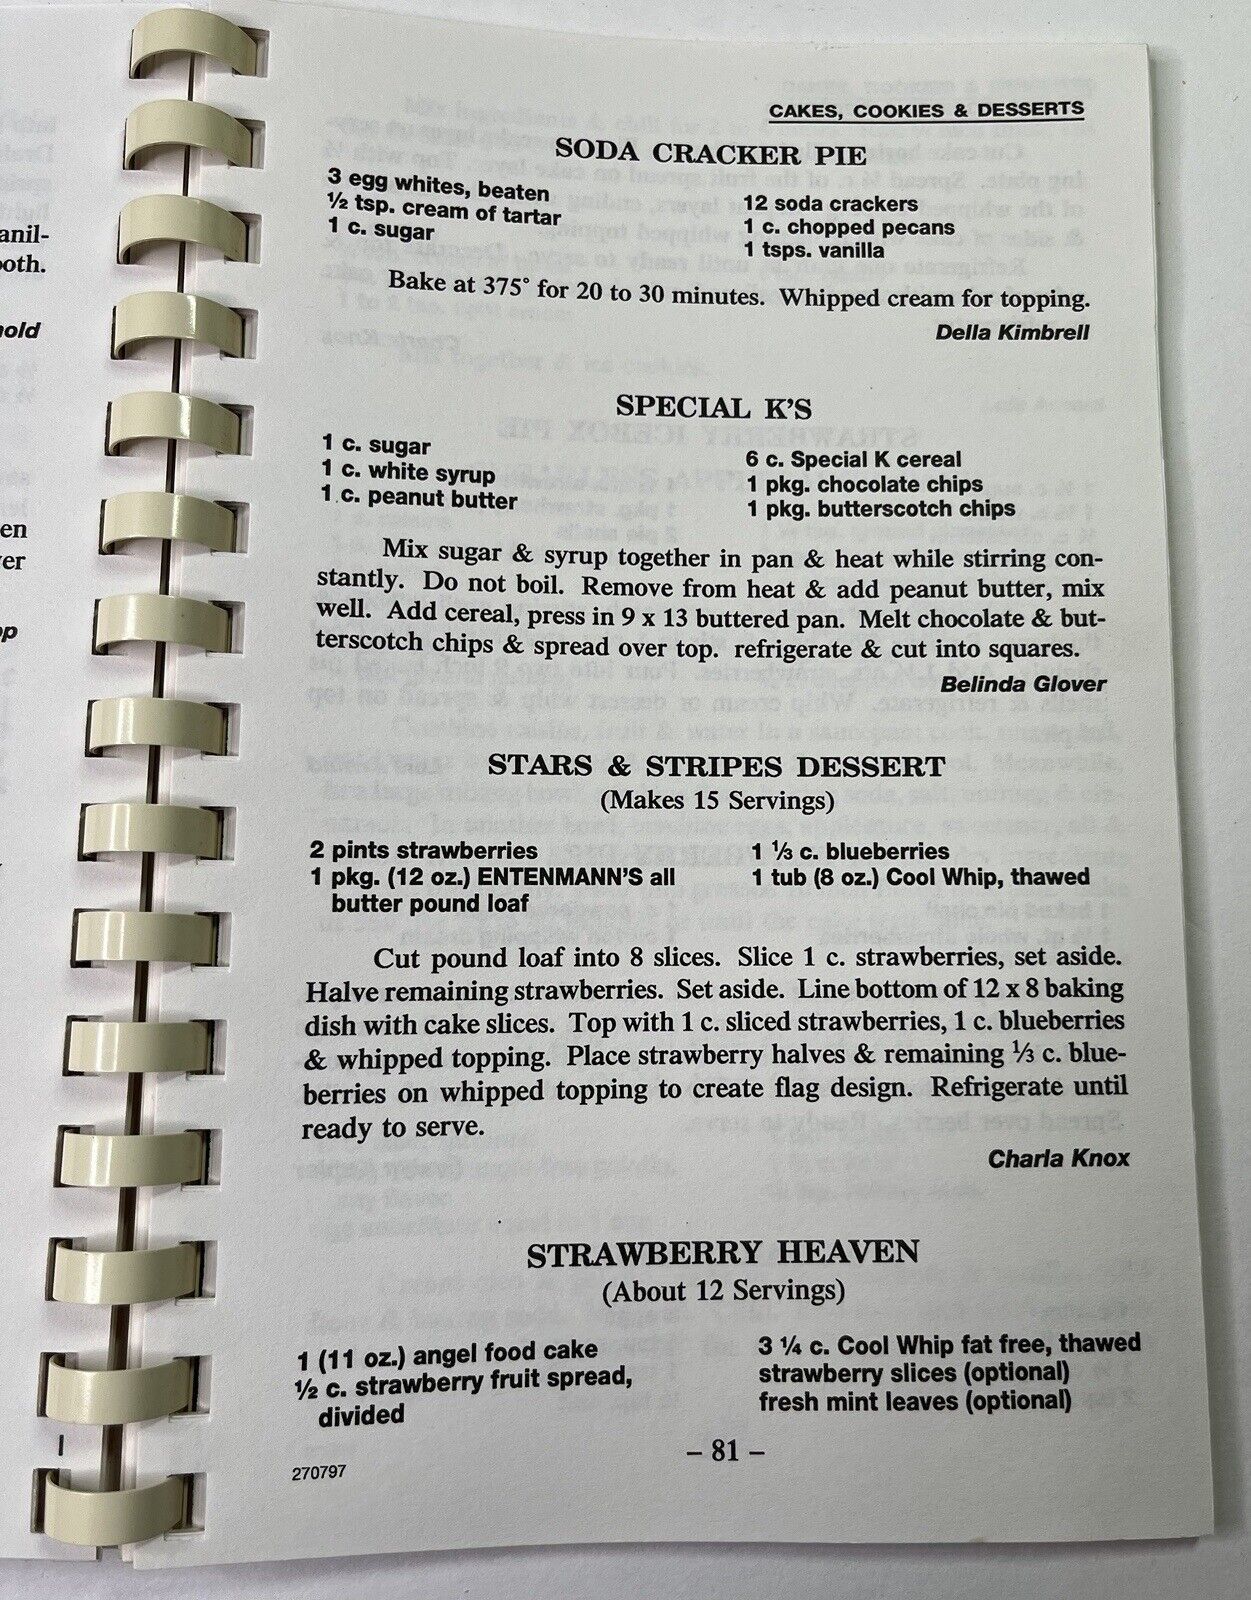 anil-
ooth.
hold
en
er
op
CAKES, COOKIES & DESSERTS
SODA CRACKER PIE
3 egg whites, beaten
½ tsp. cream of tartar
1 c. sugar
12 soda crackers
1 c. chopped pecans
1 tsps. vanilla
Bake at 375° for 20 to 30 minutes. Whipped cream for topping.
Della Kimbrell
SPECIAL K'S
1 c. sugar
1 c. white syrup
1 c. peanut butter
6 c. Special K cereal
1 pkg. chocolate chips
1 pkg. butterscotch chips
Mix sugar & syrup together in pan & heat while stirring con-
stantly. Do not boil. Remove from heat & add peanut butter, mix
well. Add cereal, press in 9 x 13 buttered pan. Melt chocolate & but-
terscotch chips & spread over top. refrigerate & cut into squares.
Belinda Glover
STARS & STRIPES DESSERT
(Makes 15 Servings)
2 pints strawberries
1 pkg. (12 oz.) ENTENMANN'S all
butter pound loaf
1 ⅓ c. blueberries
1 tub (8 oz.) Cool Whip, thawed
Cut pound loaf into 8 slices. Slice 1 c. strawberries, set aside.
Halve remaining strawberries. Set aside. Line bottom of 12 x 8 baking
dish with cake slices. Top with 1 c. sliced strawberries, 1 c. blueberries
& whipped topping. Place strawberry halves & remaining ⅓ c. blue-
berries on whipped topping to create flag design. Refrigerate until
ready to serve.
Charla Knox
STRAWBERRY HEAVEN
(About 12 Servings)
1 (11 oz.) angel food cake
½ c. strawberry fruit spread,
divided
3 ¼ c. Cool Whip fat free, thawed
strawberry slices (optional)
fresh mint leaves (optional)
– 81 –
270797